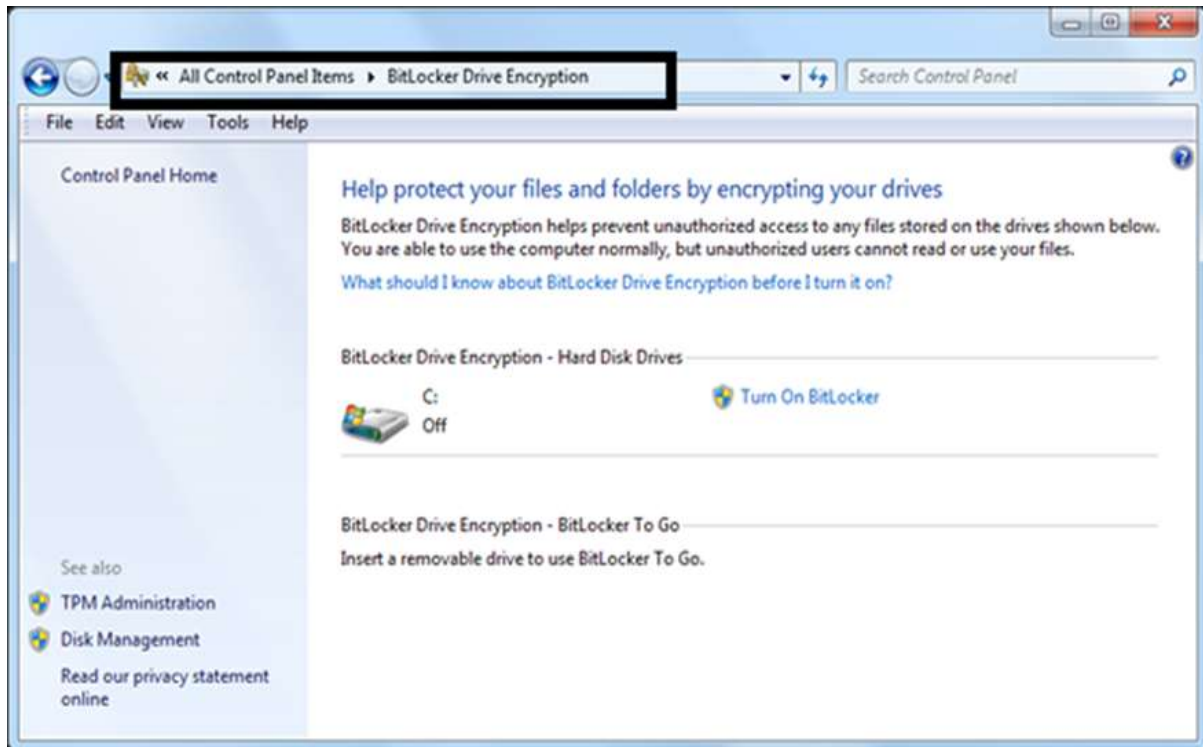 « All Control Panel Items ▸ BitLocker Drive Encryption
Search Control Panel
File Edit View Tools Help
Control Panel Home
Help protect your files and folders by encrypting your drives
BitLocker Drive Encryption helps prevent unauthorized access to any files stored on the drives shown below.
You are able to use the computer normally, but unauthorized users cannot read or use your files.
What should I know about BitLocker Drive Encryption before I turn it on?
BitLocker Drive Encryption - Hard Disk Drives
C:
Off
Turn On BitLocker
BitLocker Drive Encryption - BitLocker To Go
Insert a removable drive to use BitLocker To Go.
See also
TPM Administration
Disk Management
Read our privacy statement
online